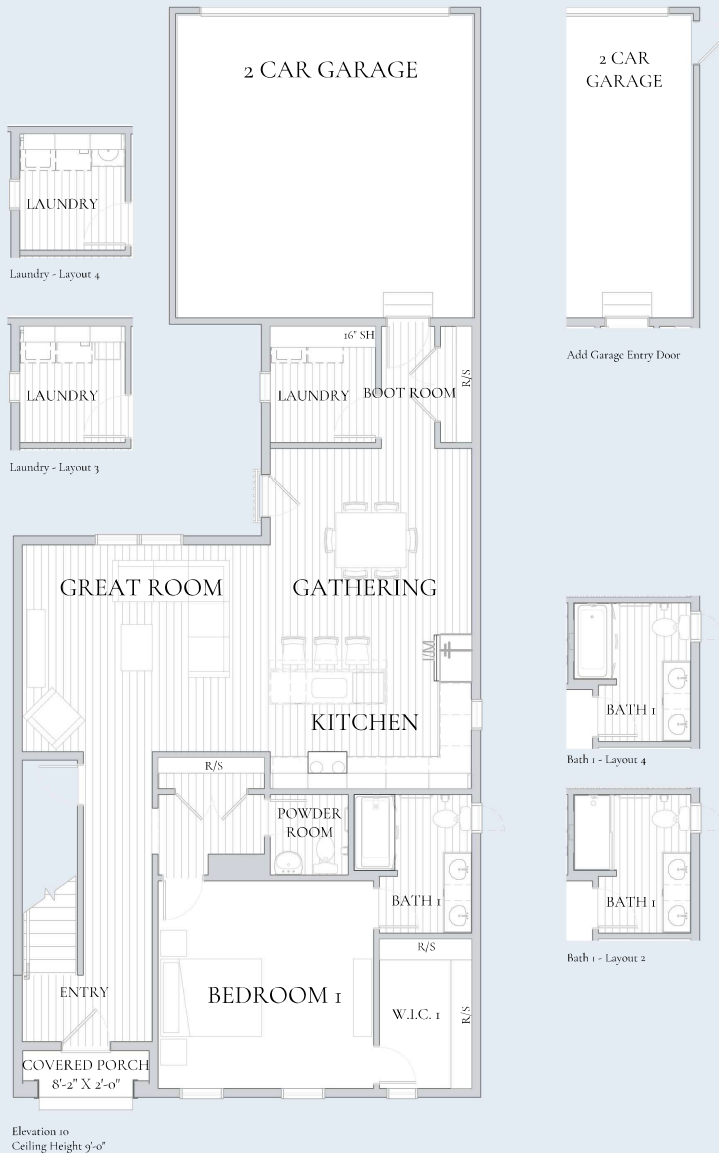 2 CAR GARAGE
2 CAR
GARAGE
LAUNDRY
Laundry - Layout 4
16" SH
Add Garage Entry Door
LAUNDRY
LAUNDRY
BOOT ROOM
R/S
Laundry - Layout 3
GREAT ROOM
GATHERING
KITCHEN
BATH 1
Bath 1 - Layout 4
R/S
POWDER
ROOM
BATH 1
BATH 1
R/S
Bath 1 - Layout 2
ENTRY
BEDROOM 1
W.I.C. 1
R/S
COVERED PORCH
8'-2" X 2'-0"
Elevation 10
Ceiling Height 9'-0"